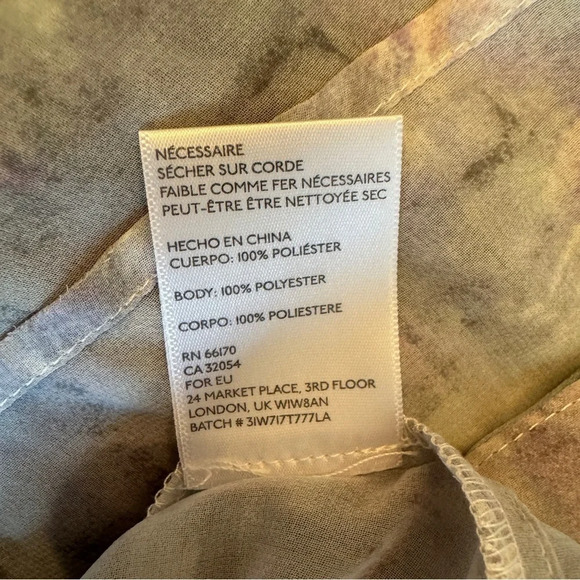 NÉCESSAIRE
SÉCHER SUR CORDE
FAIBLE COMME FER NÉCESSAIRES
PEUT-ÊTRE ÊTRE NETTOYÉE SEC
HECHO EN CHINA
CUERPO: 100% POLIÉSTER
BODY: 100% POLYESTER
CORPO: 100% POLIESTERE
RN 66170
CA 32054
FOR EU
24 MARKET PLACE, 3RD FLOOR
LONDON, UK W1W8AN
BATCH # 31W717T777LA